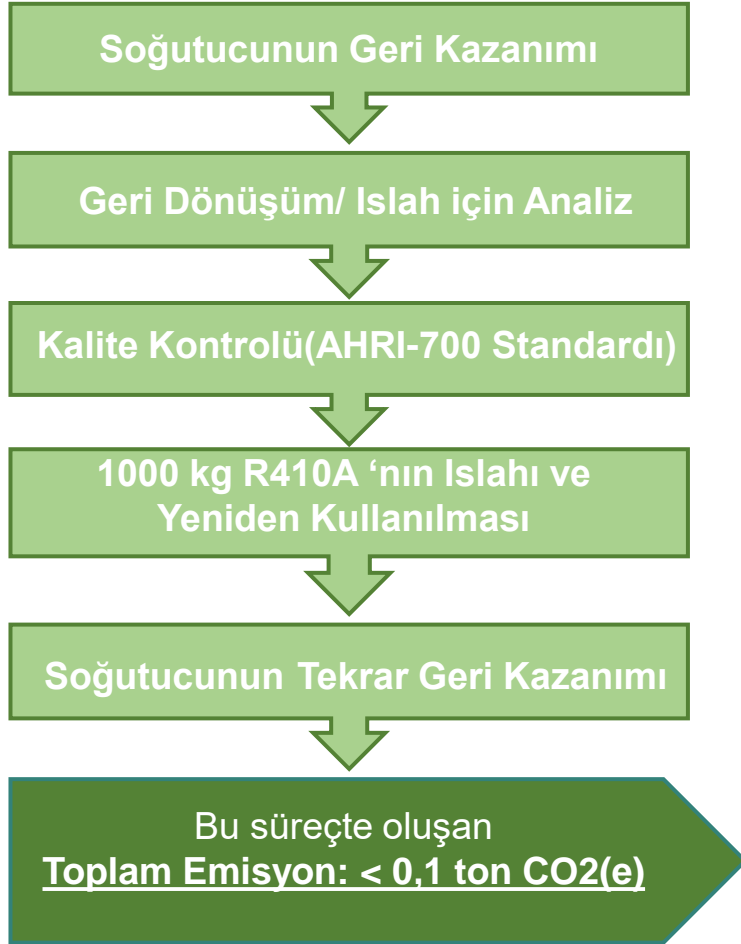 Soğutucunun Geri Kazanımı
Geri Dönüşüm/ Islah için Analiz
Kalite Kontrolü(AHRI-700 Standardı)
1000 kg R410A ‘nın Islahı ve
Yeniden Kullanılması
Soğutucunun Tekrar Geri Kazanımı
Bu süreçte oluşan
Toplam Emisyon: < 0,1 ton CO2(e)